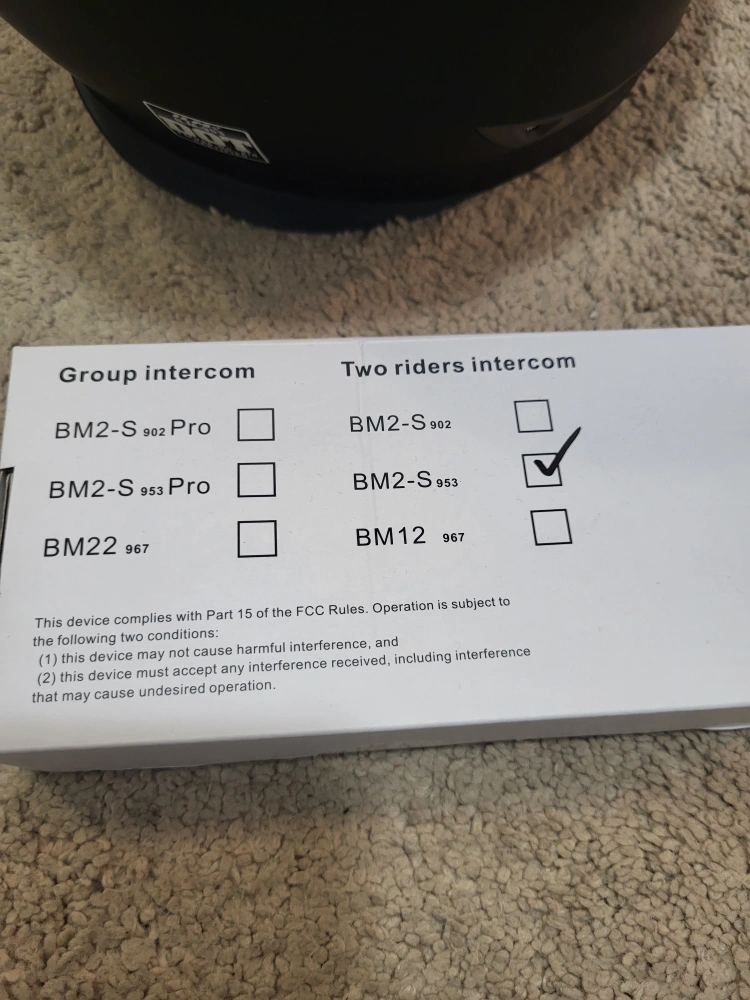 DOT
Group intercom
Two riders intercom
BM2-S 902 Pro
BM2-S 902
BM2-S 953 Pro
BM2-S 953
BM22 967
BM12 967
This device complies with Part 15 of the FCC Rules. Operation is subject to
the following two conditions:
(1) this device may not cause harmful interference, and
(2) this device must accept any interference received, including interference
that may cause undesired operation.